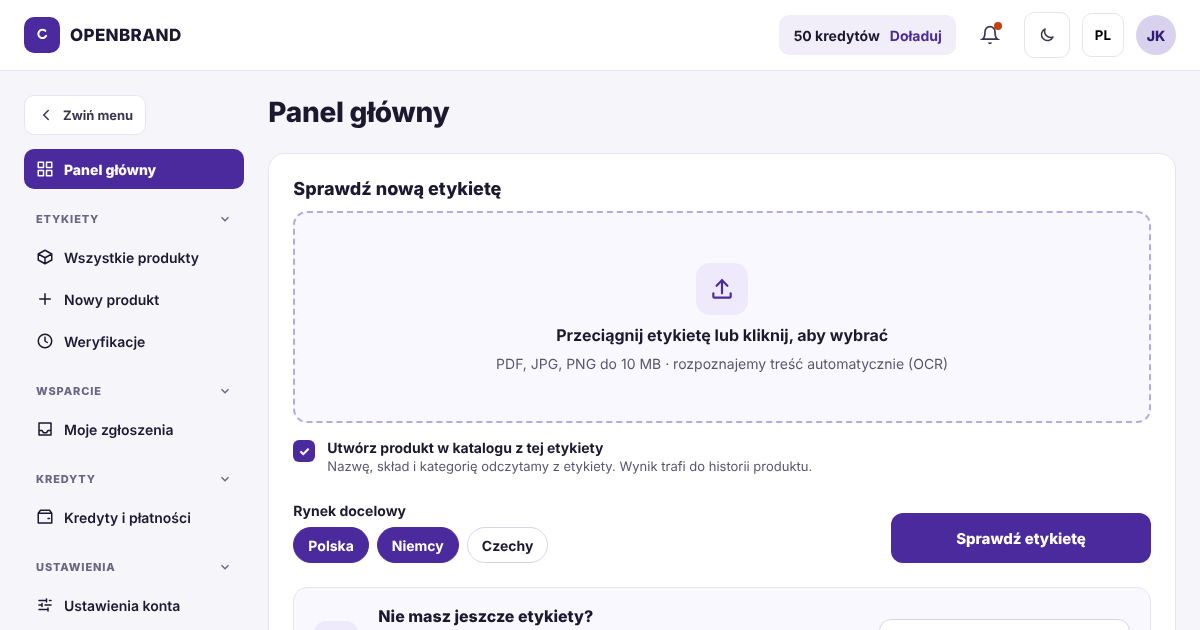 C OPENBRAND
50 kredytów Doładuj
PL
JK
Zwiń menu
Panel główny
ETYKIETY
Wszystkie produkty
Nowy produkt
Weryfikacje
WSPARCIE
Moje zgłoszenia
KREDYTY
Kredyty i płatności
USTAWIENIA
Ustawienia konta
Panel główny
Sprawdź nową etykietę
Przeciągnij etykietę lub kliknij, aby wybrać
PDF, JPG, PNG do 10 MB · rozpoznajemy treść automatycznie (OCR)
Utwórz produkt w katalogu z tej etykiety
Nazwę, skład i kategorię odczytamy z etykiety. Wynik trafi do historii produktu.
Rynek docelowy
Polska Niemcy Czechy
Sprawdź etykietę
Nie masz jeszcze etykiety?